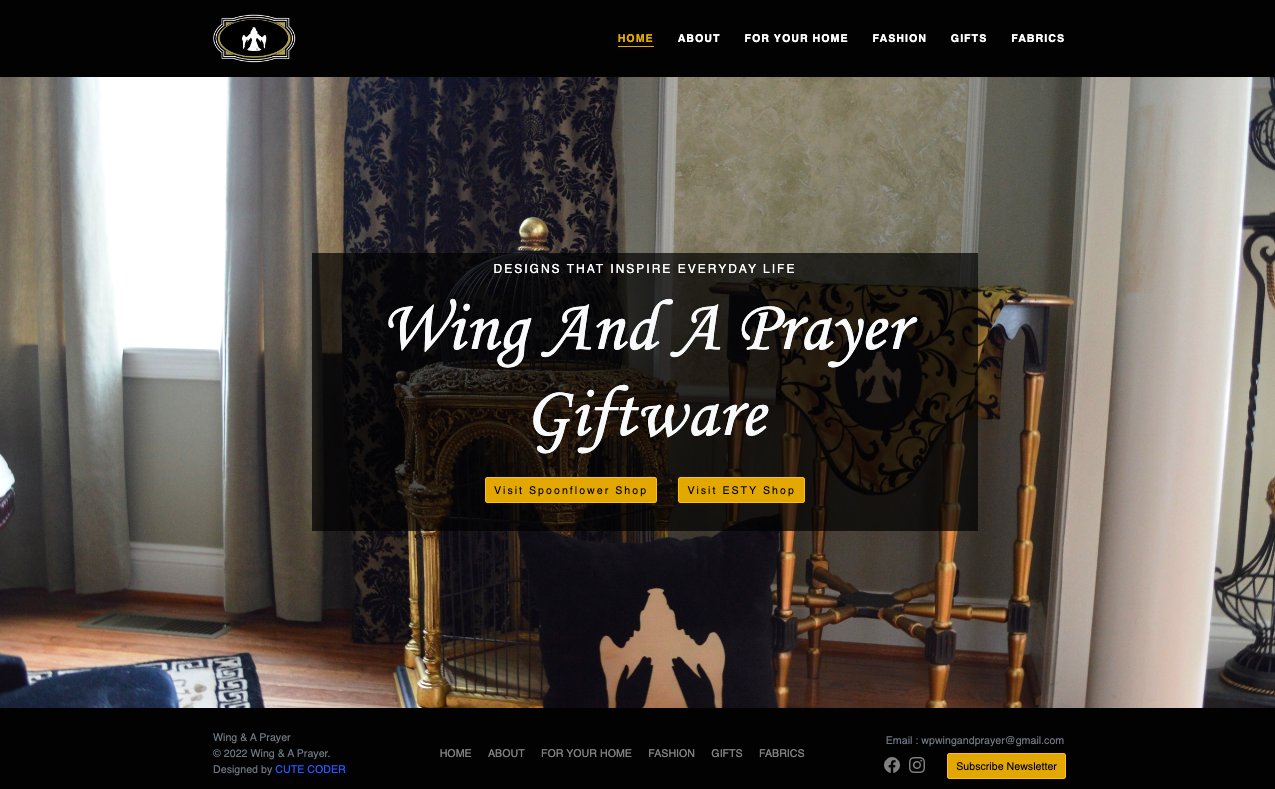 HOME ABOUT FOR YOUR HOME FASHION GIFTS FABRICS
DESIGNS THAT INSPIRE EVERYDAY LIFE
Wing And A Prayer
Giftware
Visit Spoonflower Shop Visit ESTY Shop
Wing & A Prayer
© 2022 Wing & A Prayer.
Designed by CUTE CODER
HOME ABOUT FOR YOUR HOME FASHION GIFTS FABRICS
Email : wpwingandprayer@gmail.com
Subscribe Newsletter